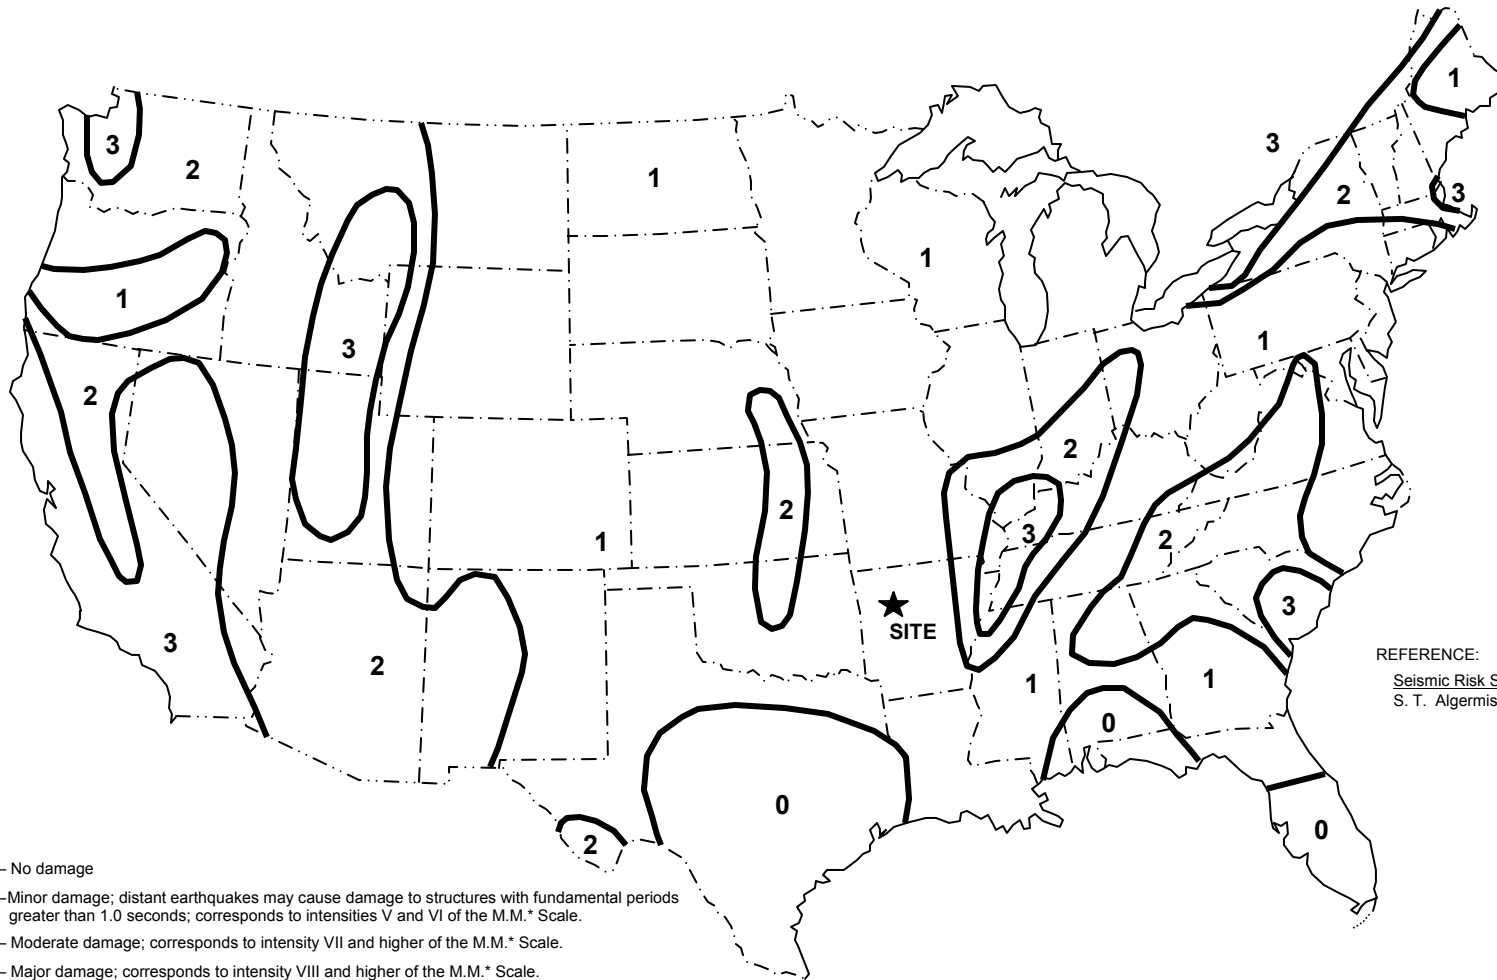 1
3
3
2
2
3
1
1
1
3
1
2
2
2
3
2
1
3
SITE
2
3
1
1
0
0
2
0
REFERENCE:
Seismic Risk S
S. T. Algermis
– No damage
–Minor damage; distant earthquakes may cause damage to structures with fundamental periods
greater than 1.0 seconds; corresponds to intensities V and VI of the M.M.* Scale.
– Moderate damage; corresponds to intensity VII and higher of the M.M.* Scale.
– Major damage; corresponds to intensity VIII and higher of the M.M.* Scale.